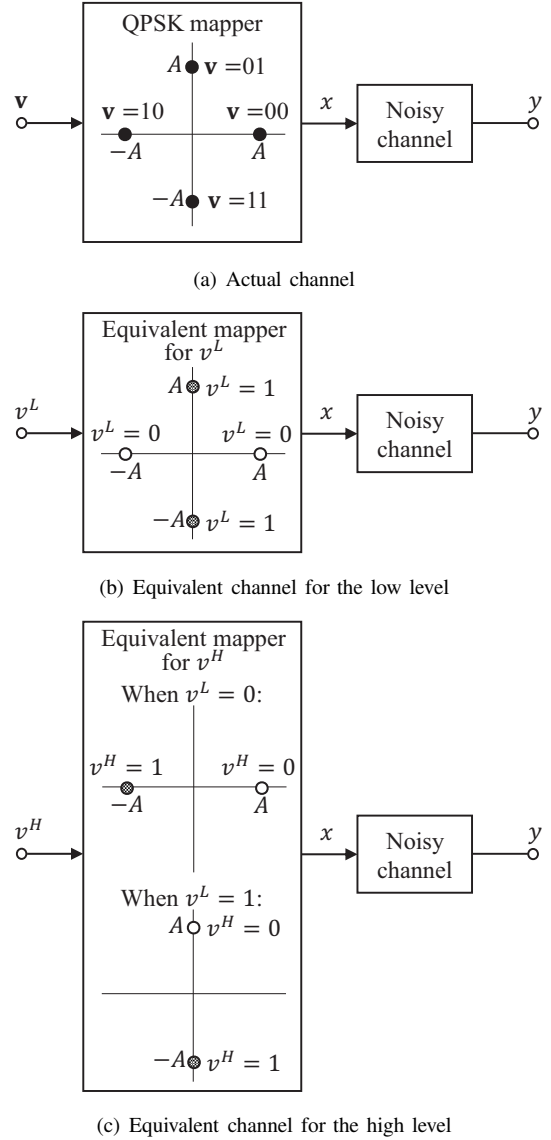 QPSK mapper
A 𝐯 =01
𝐯 x y
𝐯 =10 𝐯 =00
Noisy
channel
−A A
−A 𝐯 =11
(a) Actual channel
Equivalent mapper
for v^L
A v^L = 1
v^L x y
v^L = 0 v^L = 0
Noisy
channel
−A A
−A v^L = 1
(b) Equivalent channel for the low level
Equivalent mapper
for v^H
When v^L = 0:
v^H = 1 v^H = 0
−A A
v^H x y
Noisy
channel
When v^L = 1:
A v^H = 0
−A v^H = 1
(c) Equivalent channel for the high level